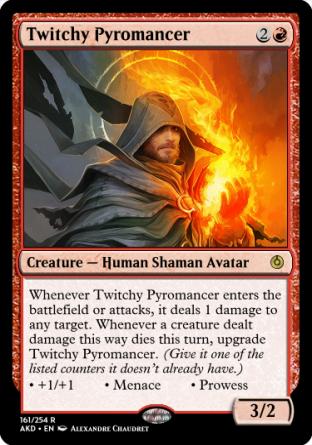 Twitchy Pyromancer 2
Creature — Human Shaman Avatar
Whenever Twitchy Pyromancer enters the
battlefield or attacks, it deals 1 damage to
any target. Whenever a creature dealt
damage this way dies this turn, upgrade
Twitchy Pyromancer. (Give it one of the
listed counters it doesn't already have.)
• +1/+1 • Menace • Prowess
3/2
161/254 R
AKD • EN Alexandre Chaudret